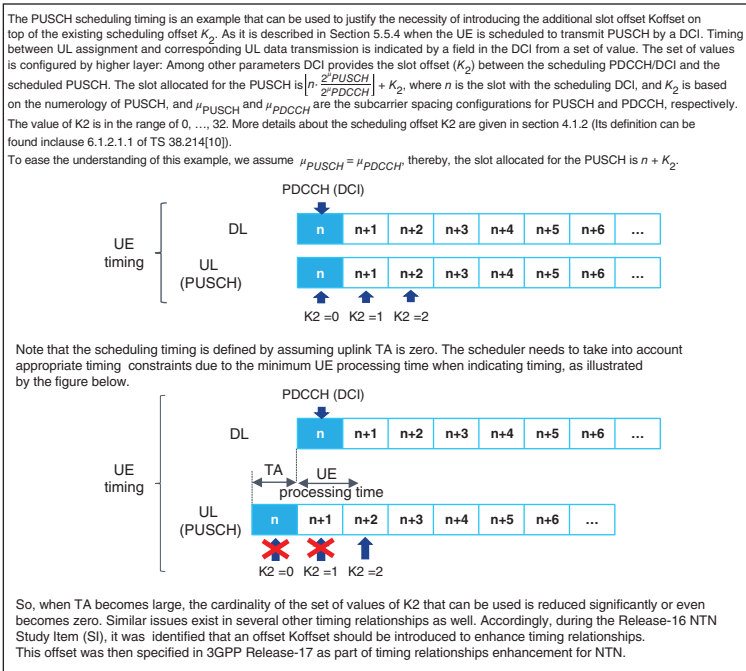 The PUSCH scheduling timing is an example that can be used to justify the necessity of introducing the additional slot offset Koffset on
top of the existing scheduling offset K2. As it is described in Section 5.5.4 when the UE is scheduled to transmit PUSCH by a DCI. Timing
between UL assignment and corresponding UL data transmission is indicated by a field in the DCI from a set of value. The set of values
is configured by higher layer: Among other parameters DCI provides the slot offset (K2) between the scheduling PDCCH/DCI and the
scheduled PUSCH. The slot allocated for the PUSCH is ⌊n· 2^μPUSCH / 2^μPDCCH⌋ + K2, where n is the slot with the scheduling DCI, and K2 is based
on the numerology of PUSCH, and μPUSCH and μPDCCH are the subcarrier spacing configurations for PUSCH and PDCCH, respectively.
The value of K2 is in the range of 0, ..., 32. More details about the scheduling offset K2 are given in section 4.1.2 (Its definition can be
found inclause 6.1.2.1.1 of TS 38.214[10]).
To ease the understanding of this example, we assume μPUSCH = μPDCCH, thereby, the slot allocated for the PUSCH is n + K2.
PDCCH (DCI)
DL n n+1 n+2 n+3 n+4 n+5 n+6 ...
UE
timing
UL
(PUSCH) n n+1 n+2 n+3 n+4 n+5 n+6 ...
K2 =0 K2 =1 K2 =2
Note that the scheduling timing is defined by assuming uplink TA is zero. The scheduler needs to take into account
appropriate timing constraints due to the minimum UE processing time when indicating timing, as illustrated
by the figure below.
PDCCH (DCI)
DL n n+1 n+2 n+3 n+4 n+5 n+6 ...
UE
timing
TA UE
processing time
UL
(PUSCH) n n+1 n+2 n+3 n+4 n+5 n+6 ...
K2 =0 K2 =1 K2 =2
So, when TA becomes large, the cardinality of the set of values of K2 that can be used is reduced significantly or even
becomes zero. Similar issues exist in several other timing relationships as well. Accordingly, during the Release-16 NTN
Study Item (SI), it was identified that an offset Koffset should be introduced to enhance timing relationships.
This offset was then specified in 3GPP Release-17 as part of timing relationships enhancement for NTN.